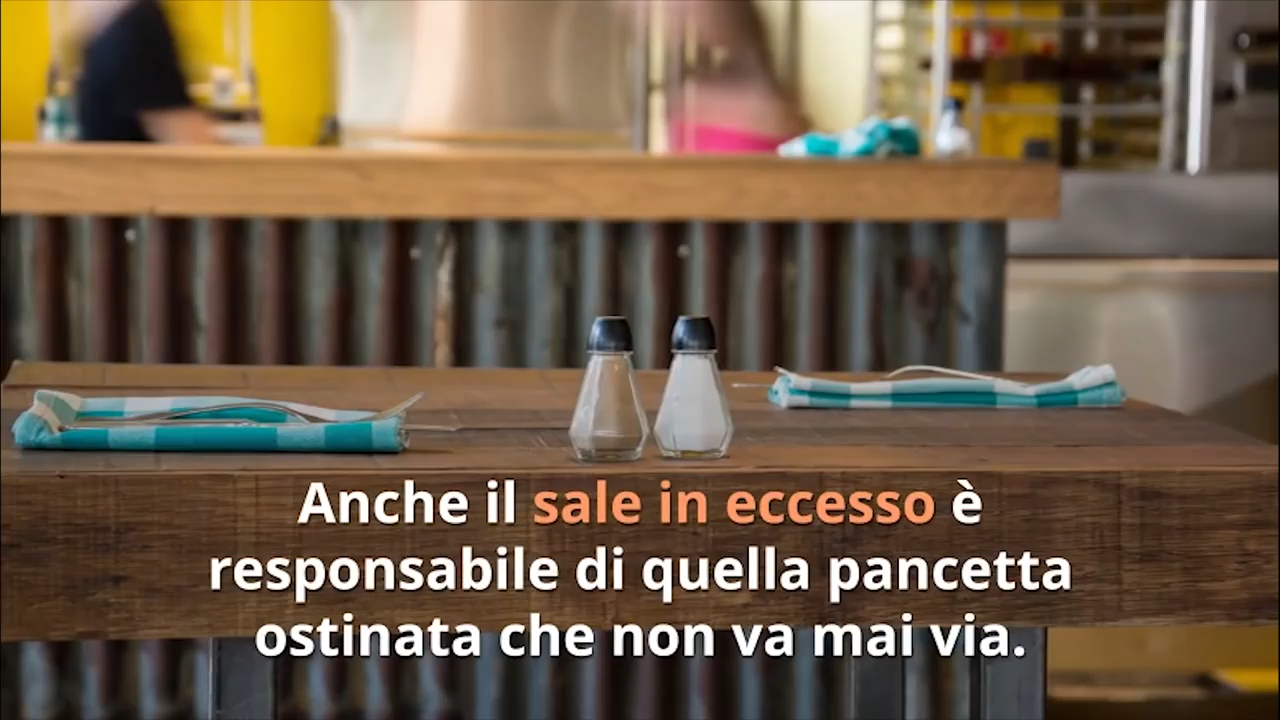 Anche il sale in eccesso è
responsabile di quella pancetta
ostinata che non va mai via.